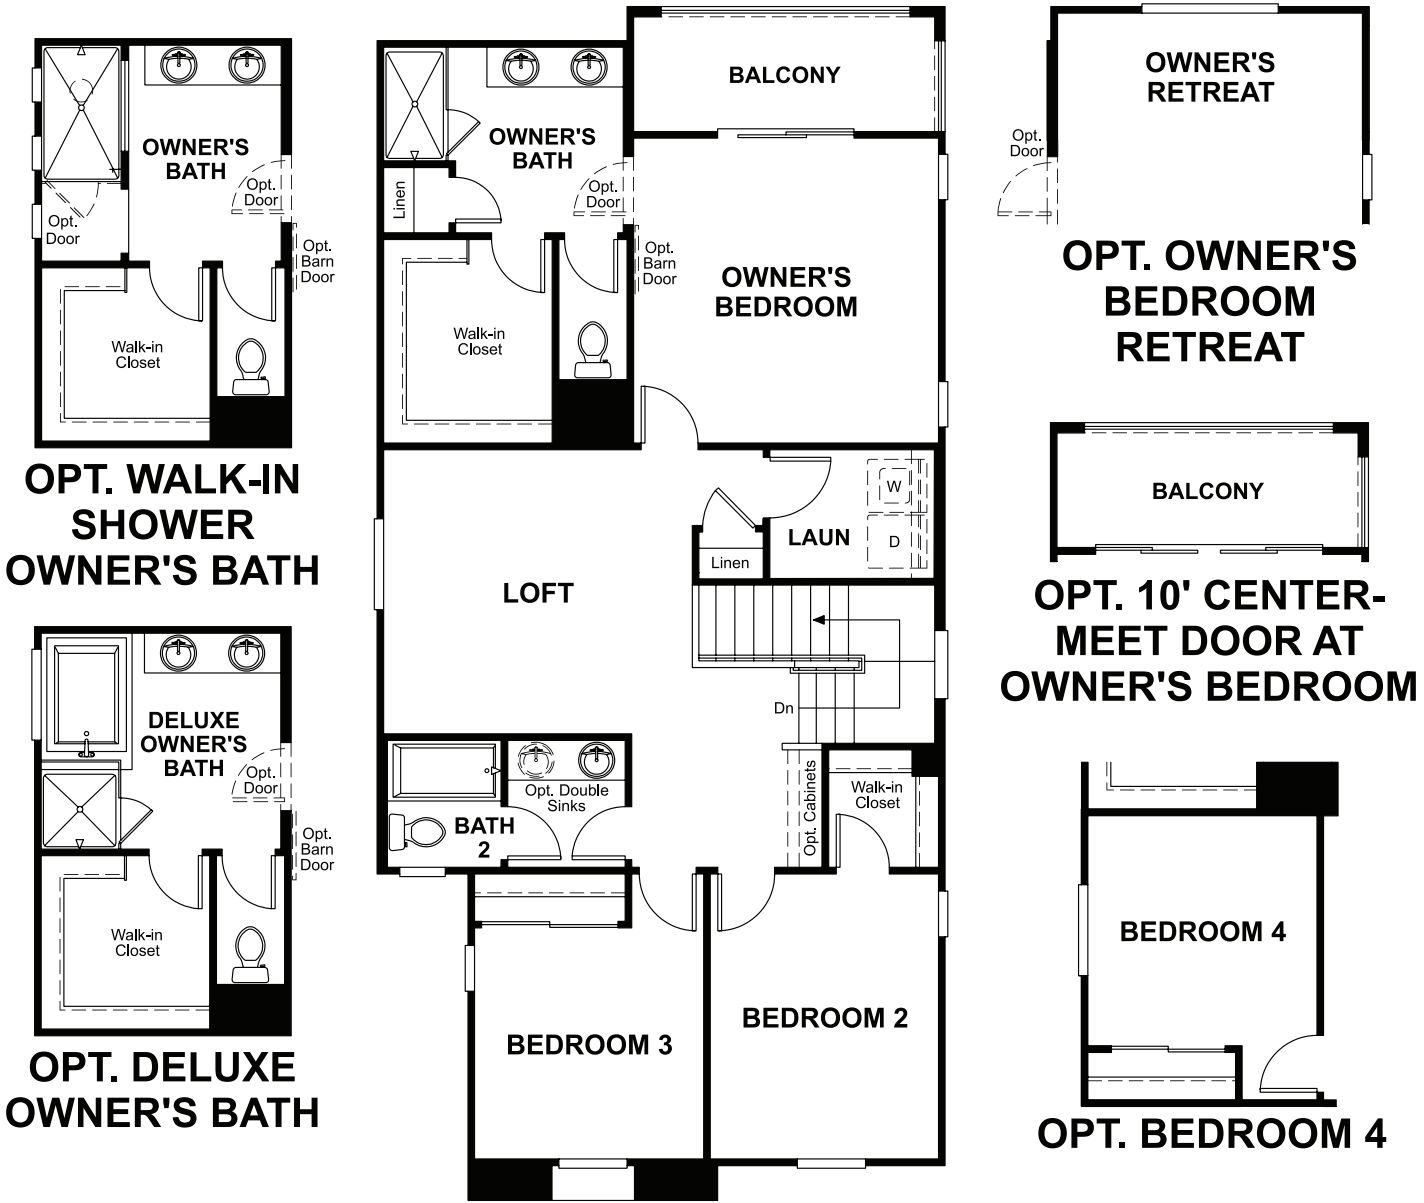 OWNER'S
BATH
Opt.
Door
Opt.
Door
Opt.
Barn
Door
Walk-in
Closet
OPT. WALK-IN
SHOWER
OWNER'S BATH
DELUXE
OWNER'S
BATH
Opt.
Door
Opt.
Barn
Door
Walk-in
Closet
OPT. DELUXE
OWNER'S BATH
BALCONY
OWNER'S
BATH
Linen
Opt.
Door
Opt.
Barn
Door
OWNER'S
BEDROOM
Walk-in
Closet
W
D
LAUN
Linen
LOFT
Dn
Opt. Double
Sinks
BATH
2
Opt. Cabinets
Walk-in
Closet
BEDROOM 2
BEDROOM 3
OWNER'S
RETREAT
Opt.
Door
OPT. OWNER'S
BEDROOM
RETREAT
BALCONY
OPT. 10' CENTER-
MEET DOOR AT
OWNER'S BEDROOM
BEDROOM 4
OPT. BEDROOM 4